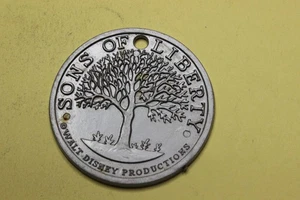 SONS OF LIBERTY
©WALT DISNEY PRODUCTIONS